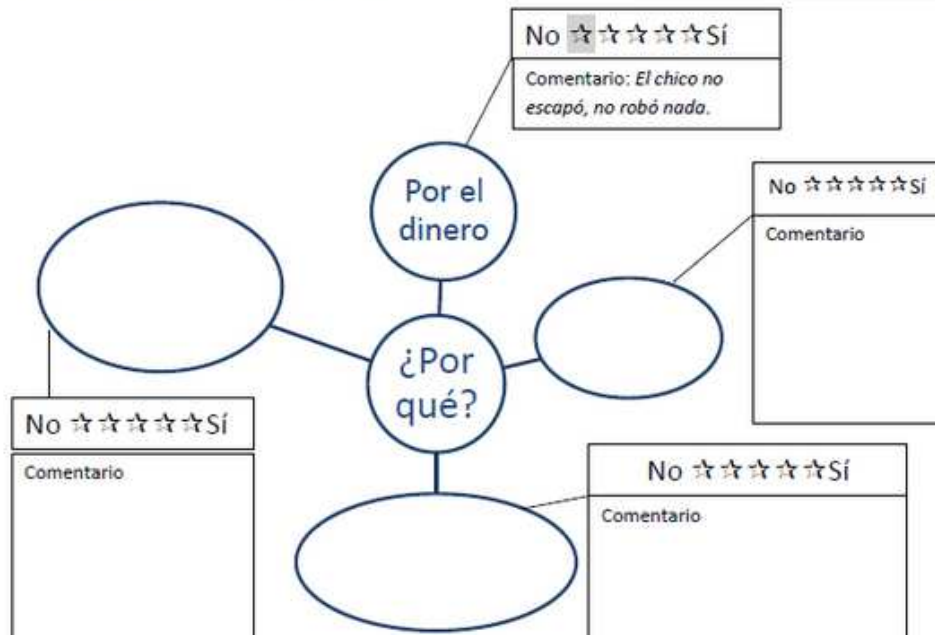 No ☆☆☆☆☆Sí
Comentario: El chico no
escapó, no robó nada.
Por el
dinero
No ☆☆☆☆☆Sí
Comentario
¿Por
qué?
No ☆☆☆☆☆Sí
Comentario
No ☆☆☆☆☆Sí
Comentario